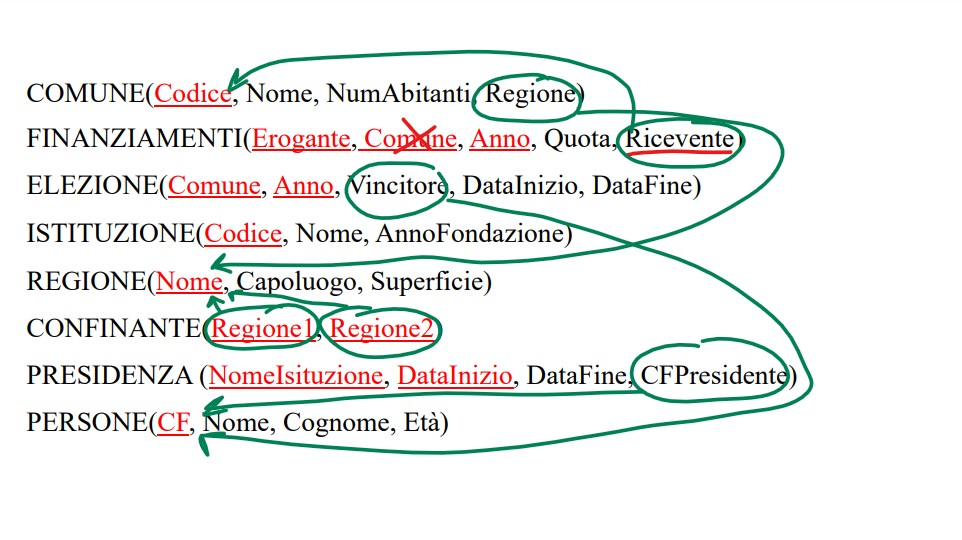 COMUNE(Codice, Nome, NumAbitanti, Regione)
FINANZIAMENTI(Erogante, Comune, Anno, Quota, Ricevente)
ELEZIONE(Comune, Anno, Vincitore, DataInizio, DataFine)
ISTITUZIONE(Codice, Nome, AnnoFondazione)
REGIONE(Nome, Capoluogo, Superficie)
CONFINANTE(Regione1, Regione2)
PRESIDENZA (NomeIsituzione, DataInizio, DataFine, CFPresidente)
PERSONE(CF, Nome, Cognome, Età)